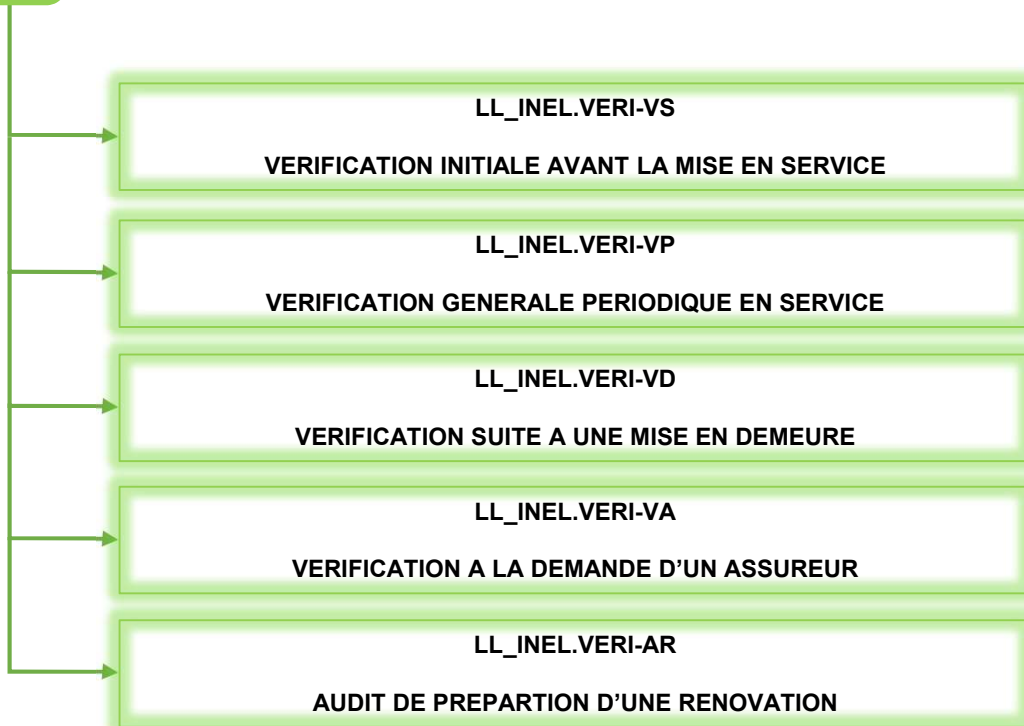 LL_INEL.VERI-VS
VERIFICATION INITIALE AVANT LA MISE EN SERVICE
LL_INEL.VERI-VP
VERIFICATION GENERALE PERIODIQUE EN SERVICE
LL_INEL.VERI-VD
VERIFICATION SUITE A UNE MISE EN DEMEURE
LL_INEL.VERI-VA
VERIFICATION A LA DEMANDE D’UN ASSUREUR
LL_INEL.VERI-AR
AUDIT DE PREPARTION D’UNE RENOVATION